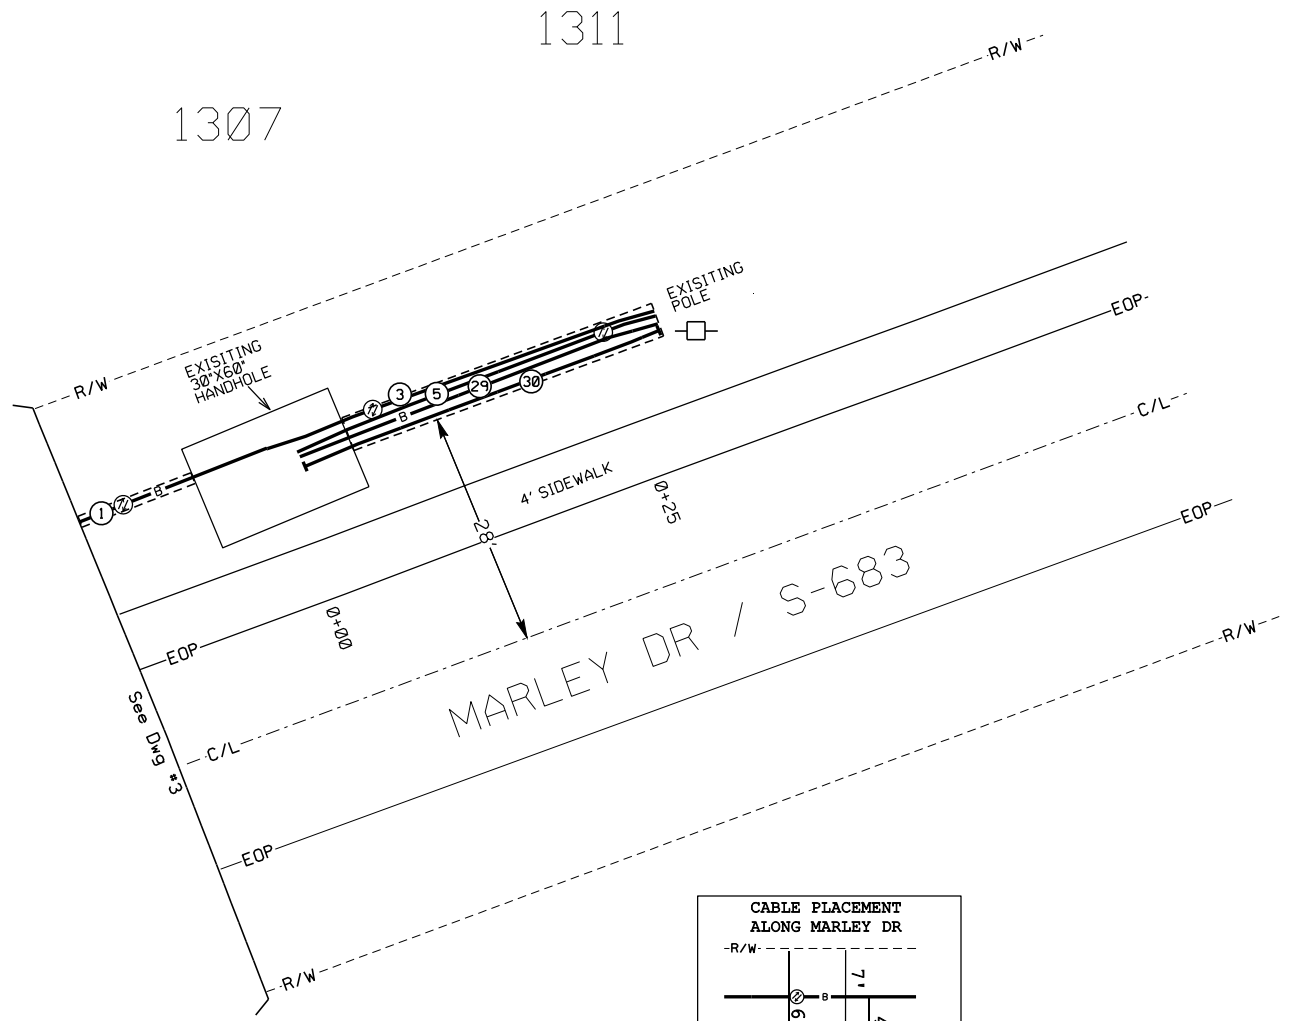 1311
R/W
1307
EXISITING
POLE
EOP
EXISITING
30"X60"
HANDHOLE
R/W
3
5
29
30
B
C/L
4' SIDEWALK
1
B
0+25
28'
EOP
MARLEY DR / S-683
0+00
EOP
R/W
See Dwg #3
C/L
EOP
CABLE PLACEMENT
ALONG MARLEY DR
R/W
R/W
7'
B
6